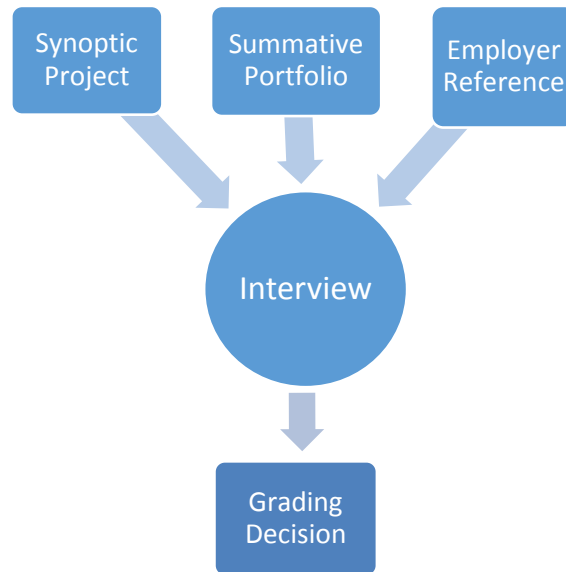 Synoptic
Project
Summative
Portfolio
Employer
Reference
Interview
Grading
Decision